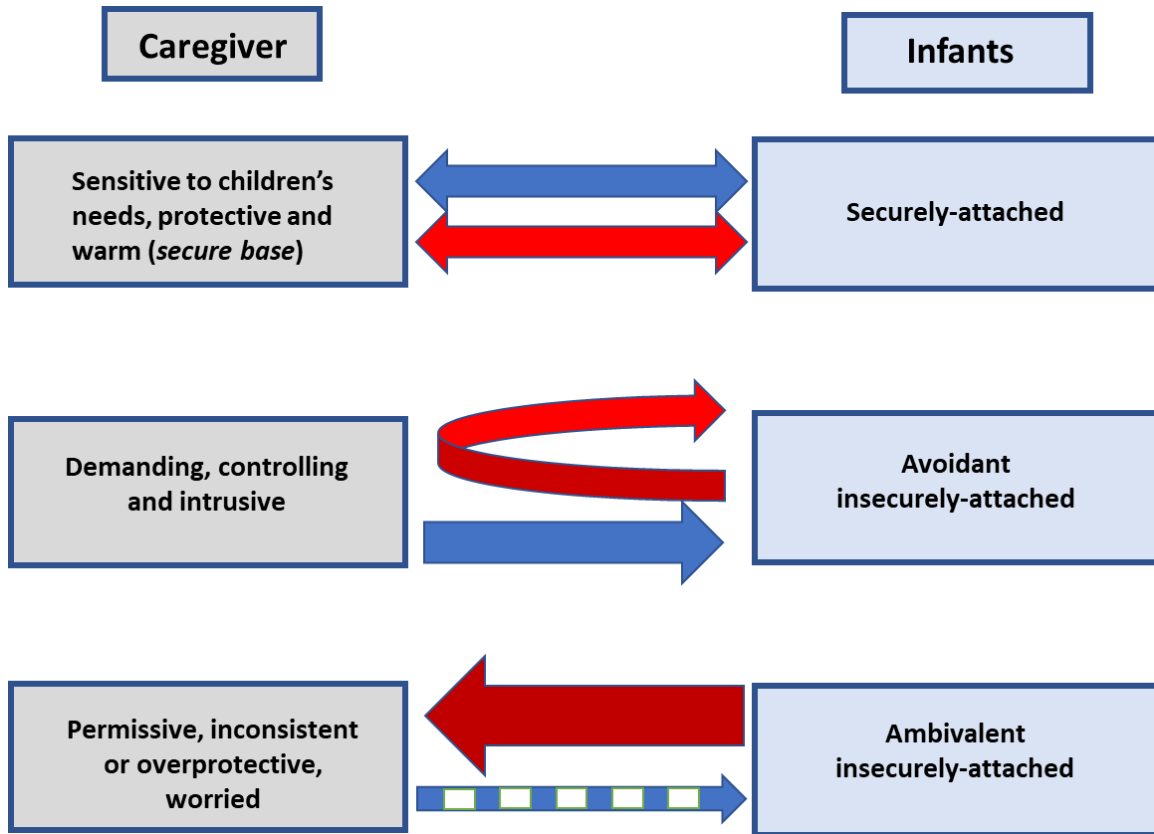 Caregiver
Infants
Sensitive to children’s
needs, protective and
warm (secure base)
Securely-attached
Demanding, controlling
and intrusive
Avoidant
insecurely-attached
Permissive, inconsistent
or overprotective,
worried
Ambivalent
insecurely-attached